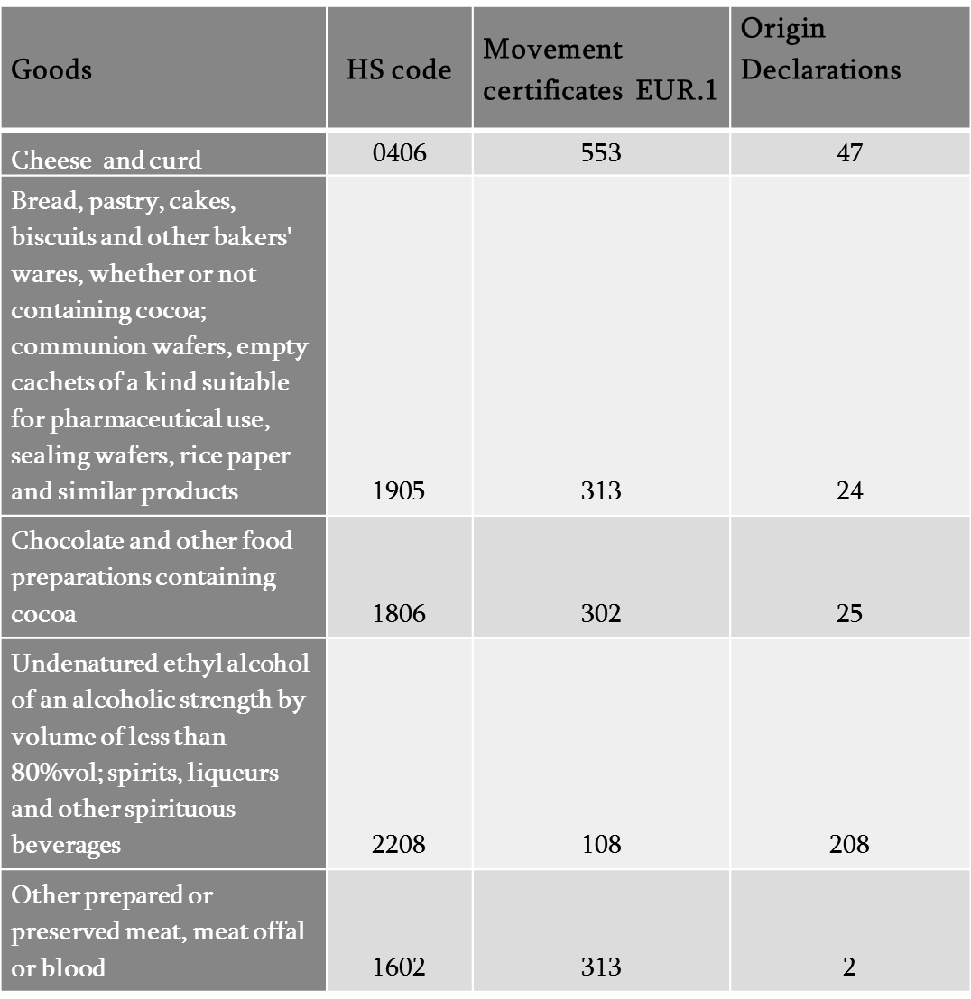 Goods
HS code
Movement
certificates EUR.1
Origin
Declarations
Cheese and curd
0406
553
47
Bread, pastry, cakes,
biscuits and other bakers'
wares, whether or not
containing cocoa;
communion wafers, empty
cachets of a kind suitable
for pharmaceutical use,
sealing wafers, rice paper
and similar products
1905
313
24
Chocolate and other food
preparations containing
cocoa
1806
302
25
Undenatured ethyl alcohol
of an alcoholic strength by
volume of less than
80%vol; spirits, liqueurs
and other spirituous
beverages
2208
108
208
Other prepared or
preserved meat, meat offal
or blood
1602
313
2